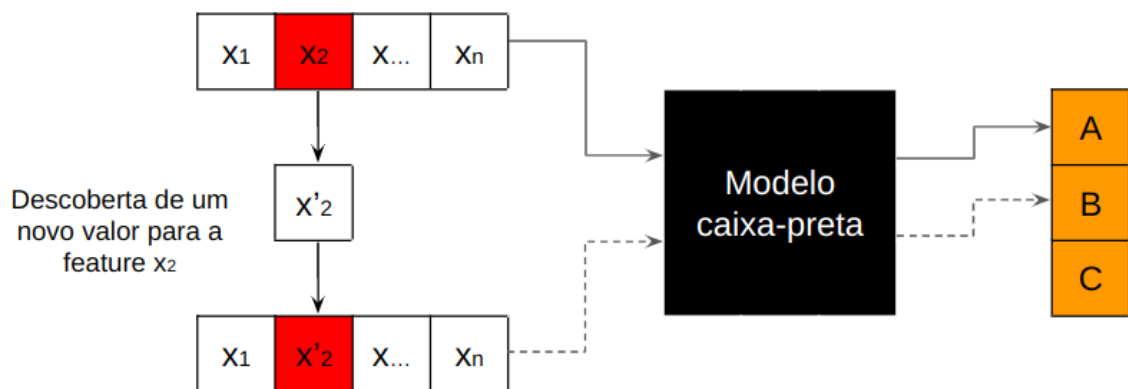 x1 x2 x... xn
Descoberta de um
novo valor para a
feature x2
x'2
Modelo
caixa-preta
A
B
C
x1 x'2 x... xn